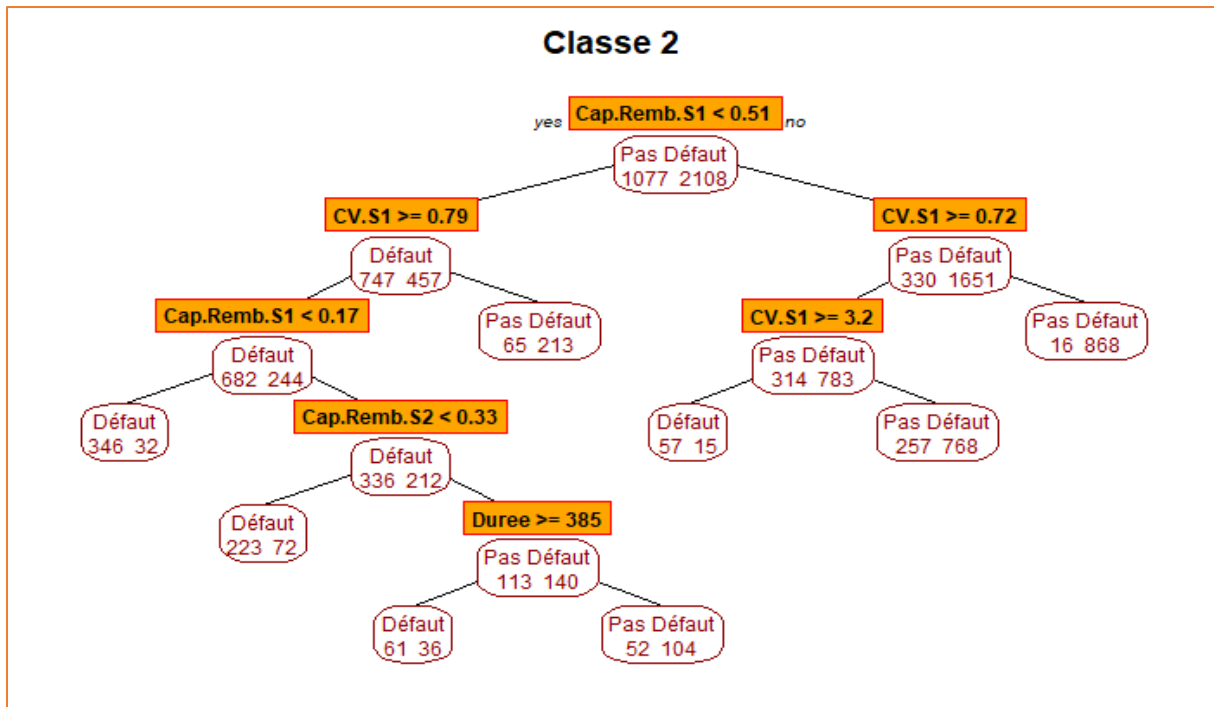 Classe 2
yes Cap.Remb.S1 < 0.51 no
Pas Défaut
1077 2108
CV.S1 >= 0.79
CV.S1 >= 0.72
Défaut
747 457
Pas Défaut
330 1651
Cap.Remb.S1 < 0.17
Pas Défaut
65 213
CV.S1 >= 3.2
Pas Défaut
16 868
Défaut
682 244
Pas Défaut
314 783
Défaut
346 32
Cap.Remb.S2 < 0.33
Défaut
57 15
Pas Défaut
257 768
Défaut
336 212
Défaut
223 72
Duree >= 385
Pas Défaut
113 140
Défaut
61 36
Pas Défaut
52 104